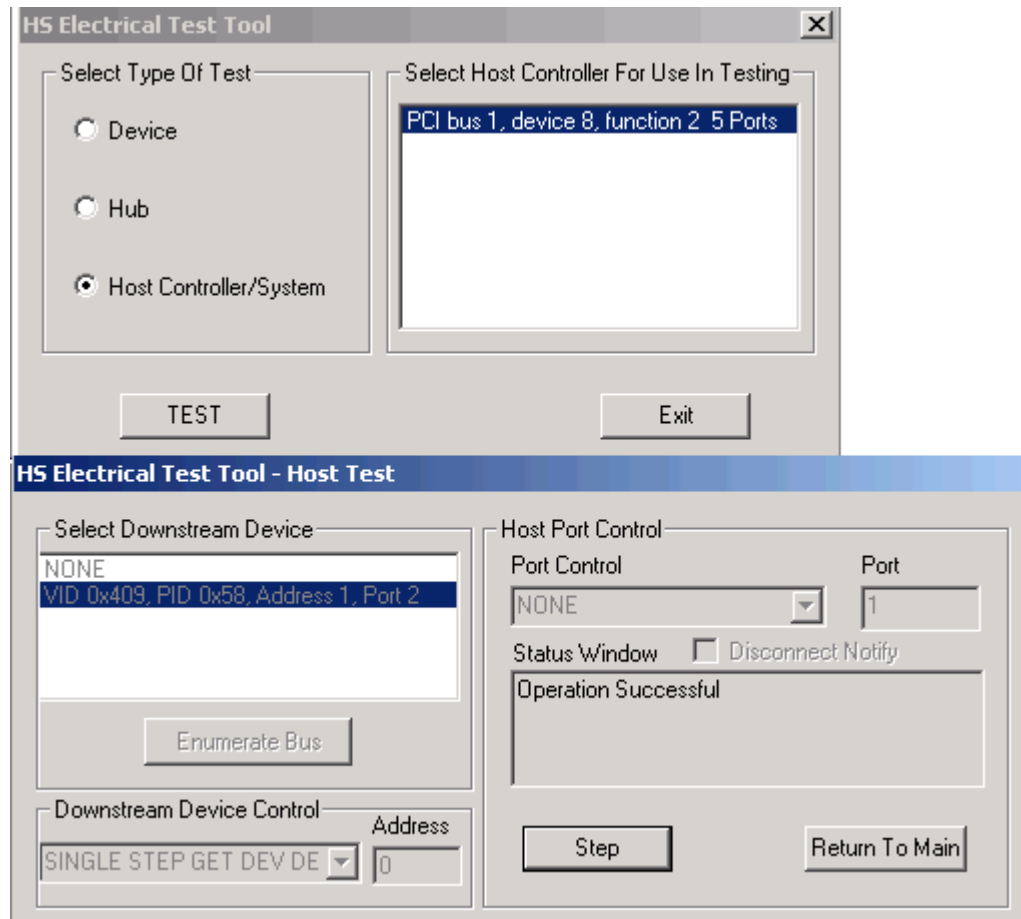 HS Electrical Test Tool
Select Type Of Test
Device
Hub
Host Controller/System
Select Host Controller For Use In Testing
PCI bus 1, device 8, function 2 5 Ports
TEST
Exit
HS Electrical Test Tool - Host Test
Select Downstream Device
NONE
VID 0x409, PID 0x58, Address 1, Port 2
Enumerate Bus
Downstream Device Control
Address
SINGLE STEP GET DEV DE
0
Host Port Control
Port Control
Port
NONE
1
Status Window
Disconnect Notify
Operation Successful
Step
Return To Main